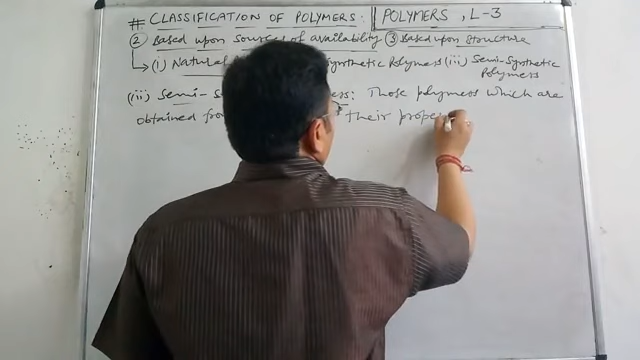 # CLASSIFICATION OF POLYMERS. POLYMERS, L-3
② Based upon Sources of availability ③ Based upon Structure
(i) Natural Synthetic Polymers (iii) Semi-Synthetic Polymers
(iii) Semi- : Those polymers which are
obtained their